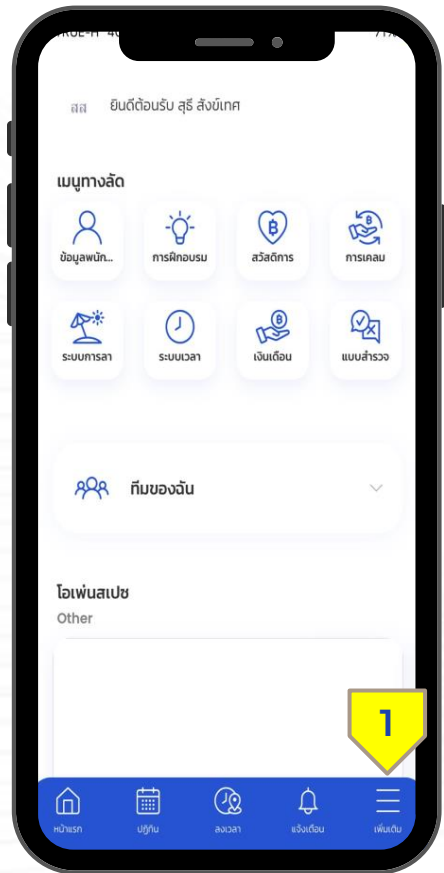 สส ยินดีต้อนรับ สุธี สังข์เทศ
เมนูทางลัด
ข้อมูลพนัก... การฝึกอบรม สวัสดิการ การเคลม
ระบบการลา ระบบเวลา เงินเดือน แบบสำรวจ
ทีมของฉัน
โอเพ่นสเปซ
Other
1
หน้าแรก ปฏิทิน ลงเวลา แจ้งเตือน เพิ่มเติม